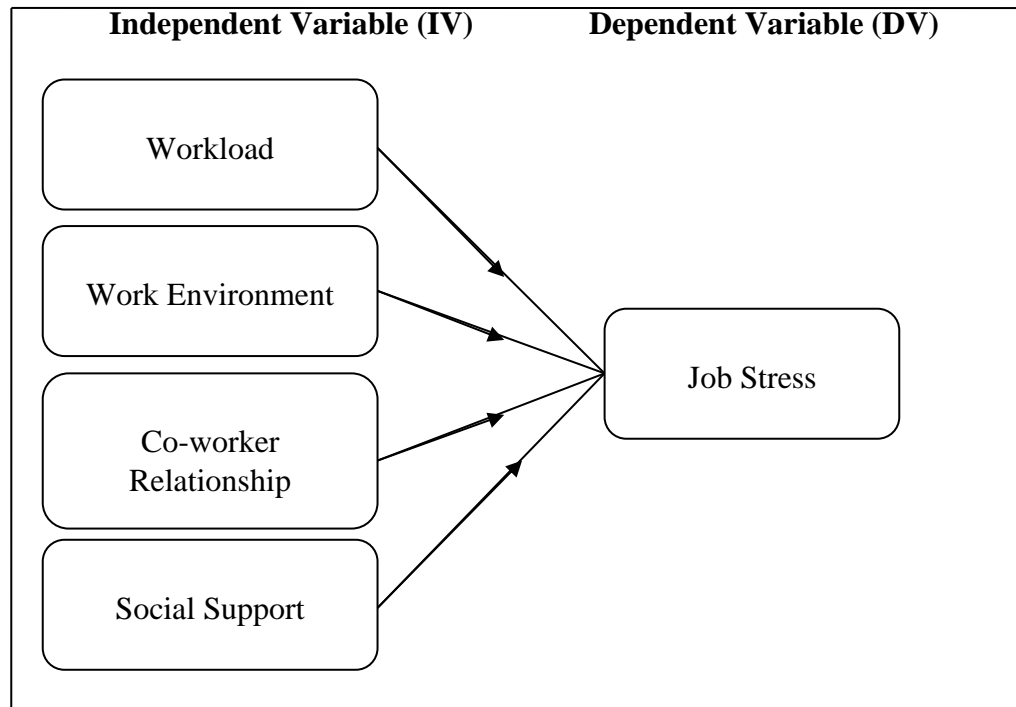 Independent Variable (IV)
Dependent Variable (DV)
Workload
Work Environment
Co-worker
Relationship
Social Support
Job Stress